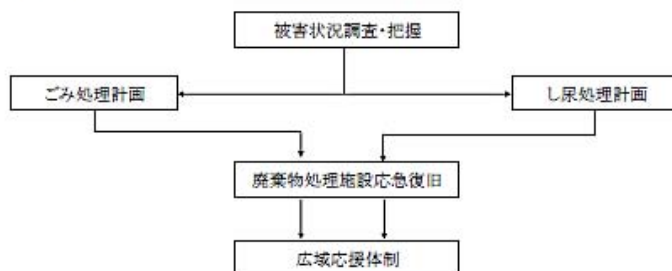 被害状況調査・把握
ごみ処理計画
し尿処理計画
廃棄物処理施設応急復旧
広域応援体制